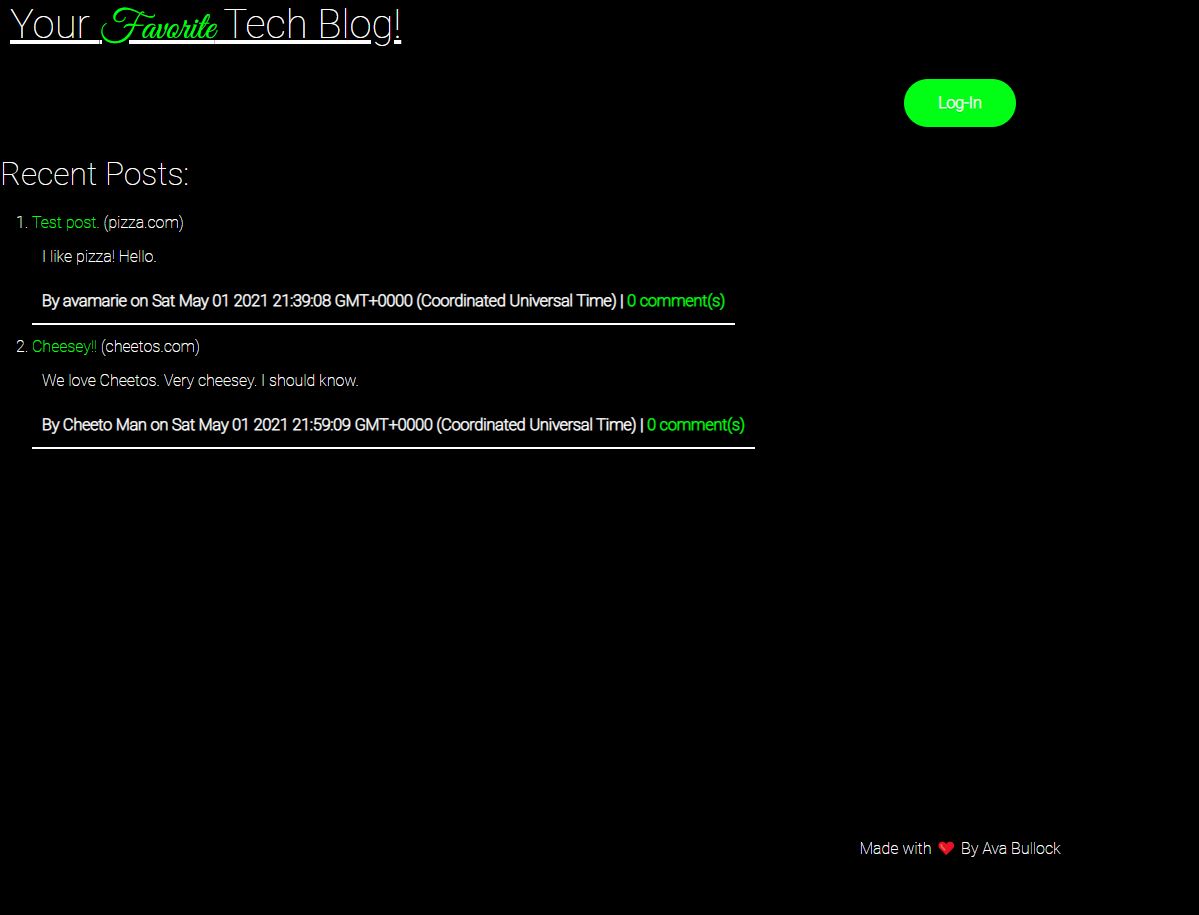 Your Favorite Tech Blog!
Log-In
Recent Posts:
1. Test post. (pizza.com)
I like pizza! Hello.
By avamarie on Sat May 01 2021 21:39:08 GMT+0000 (Coordinated Universal Time) | 0 comment(s)
2. Cheesey!! (cheetos.com)
We love Cheetos. Very cheesey. I should know.
By Cheeto Man on Sat May 01 2021 21:59:09 GMT+0000 (Coordinated Universal Time) | 0 comment(s)
Made with ❤️ By Ava Bullock